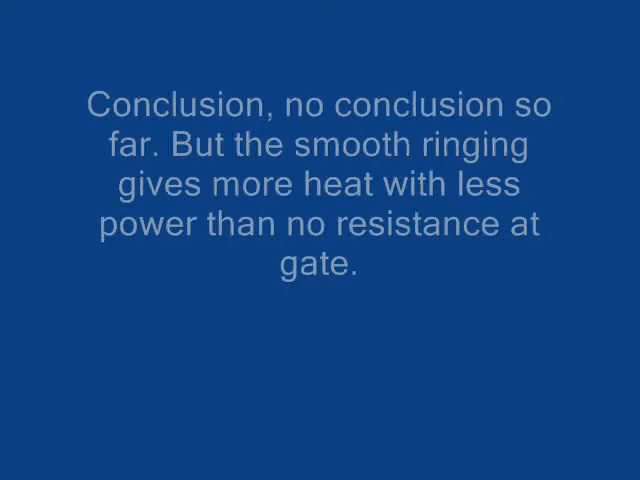 Conclusion, no conclusion so
far. But the smooth ringing
gives more heat with less
power than no resistance at
gate.